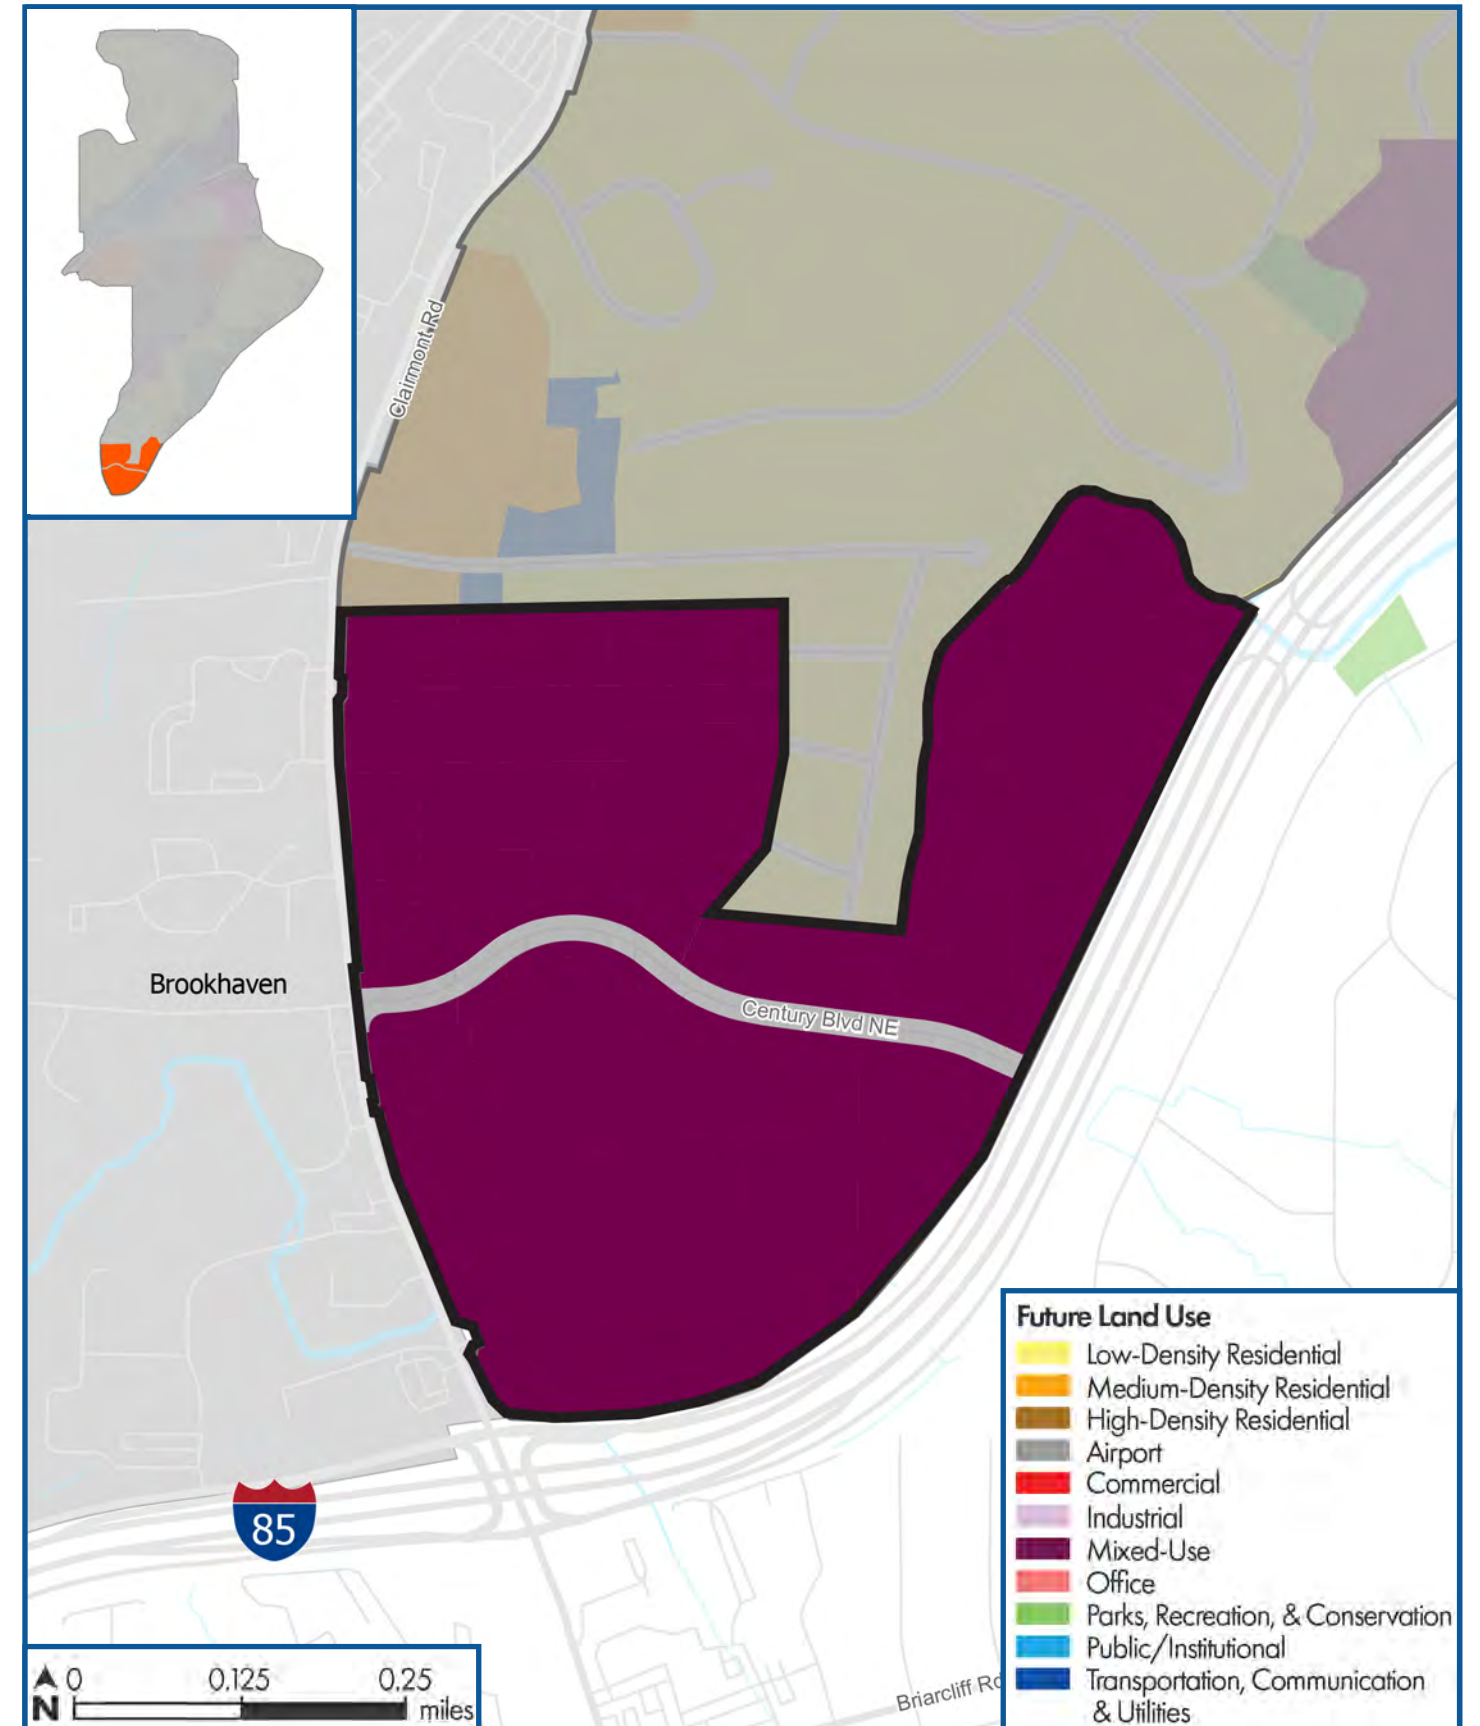 Clairmont Rd
Brookhaven
Century Blvd NE
85
Briarcliff Rd
0 0.125 0.25
N
miles
Future Land Use
Low-Density Residential
Medium-Density Residential
High-Density Residential
Airport
Commercial
Industrial
Mixed-Use
Office
Parks, Recreation, & Conservation
Public/Institutional
Transportation, Communication
& Utilities